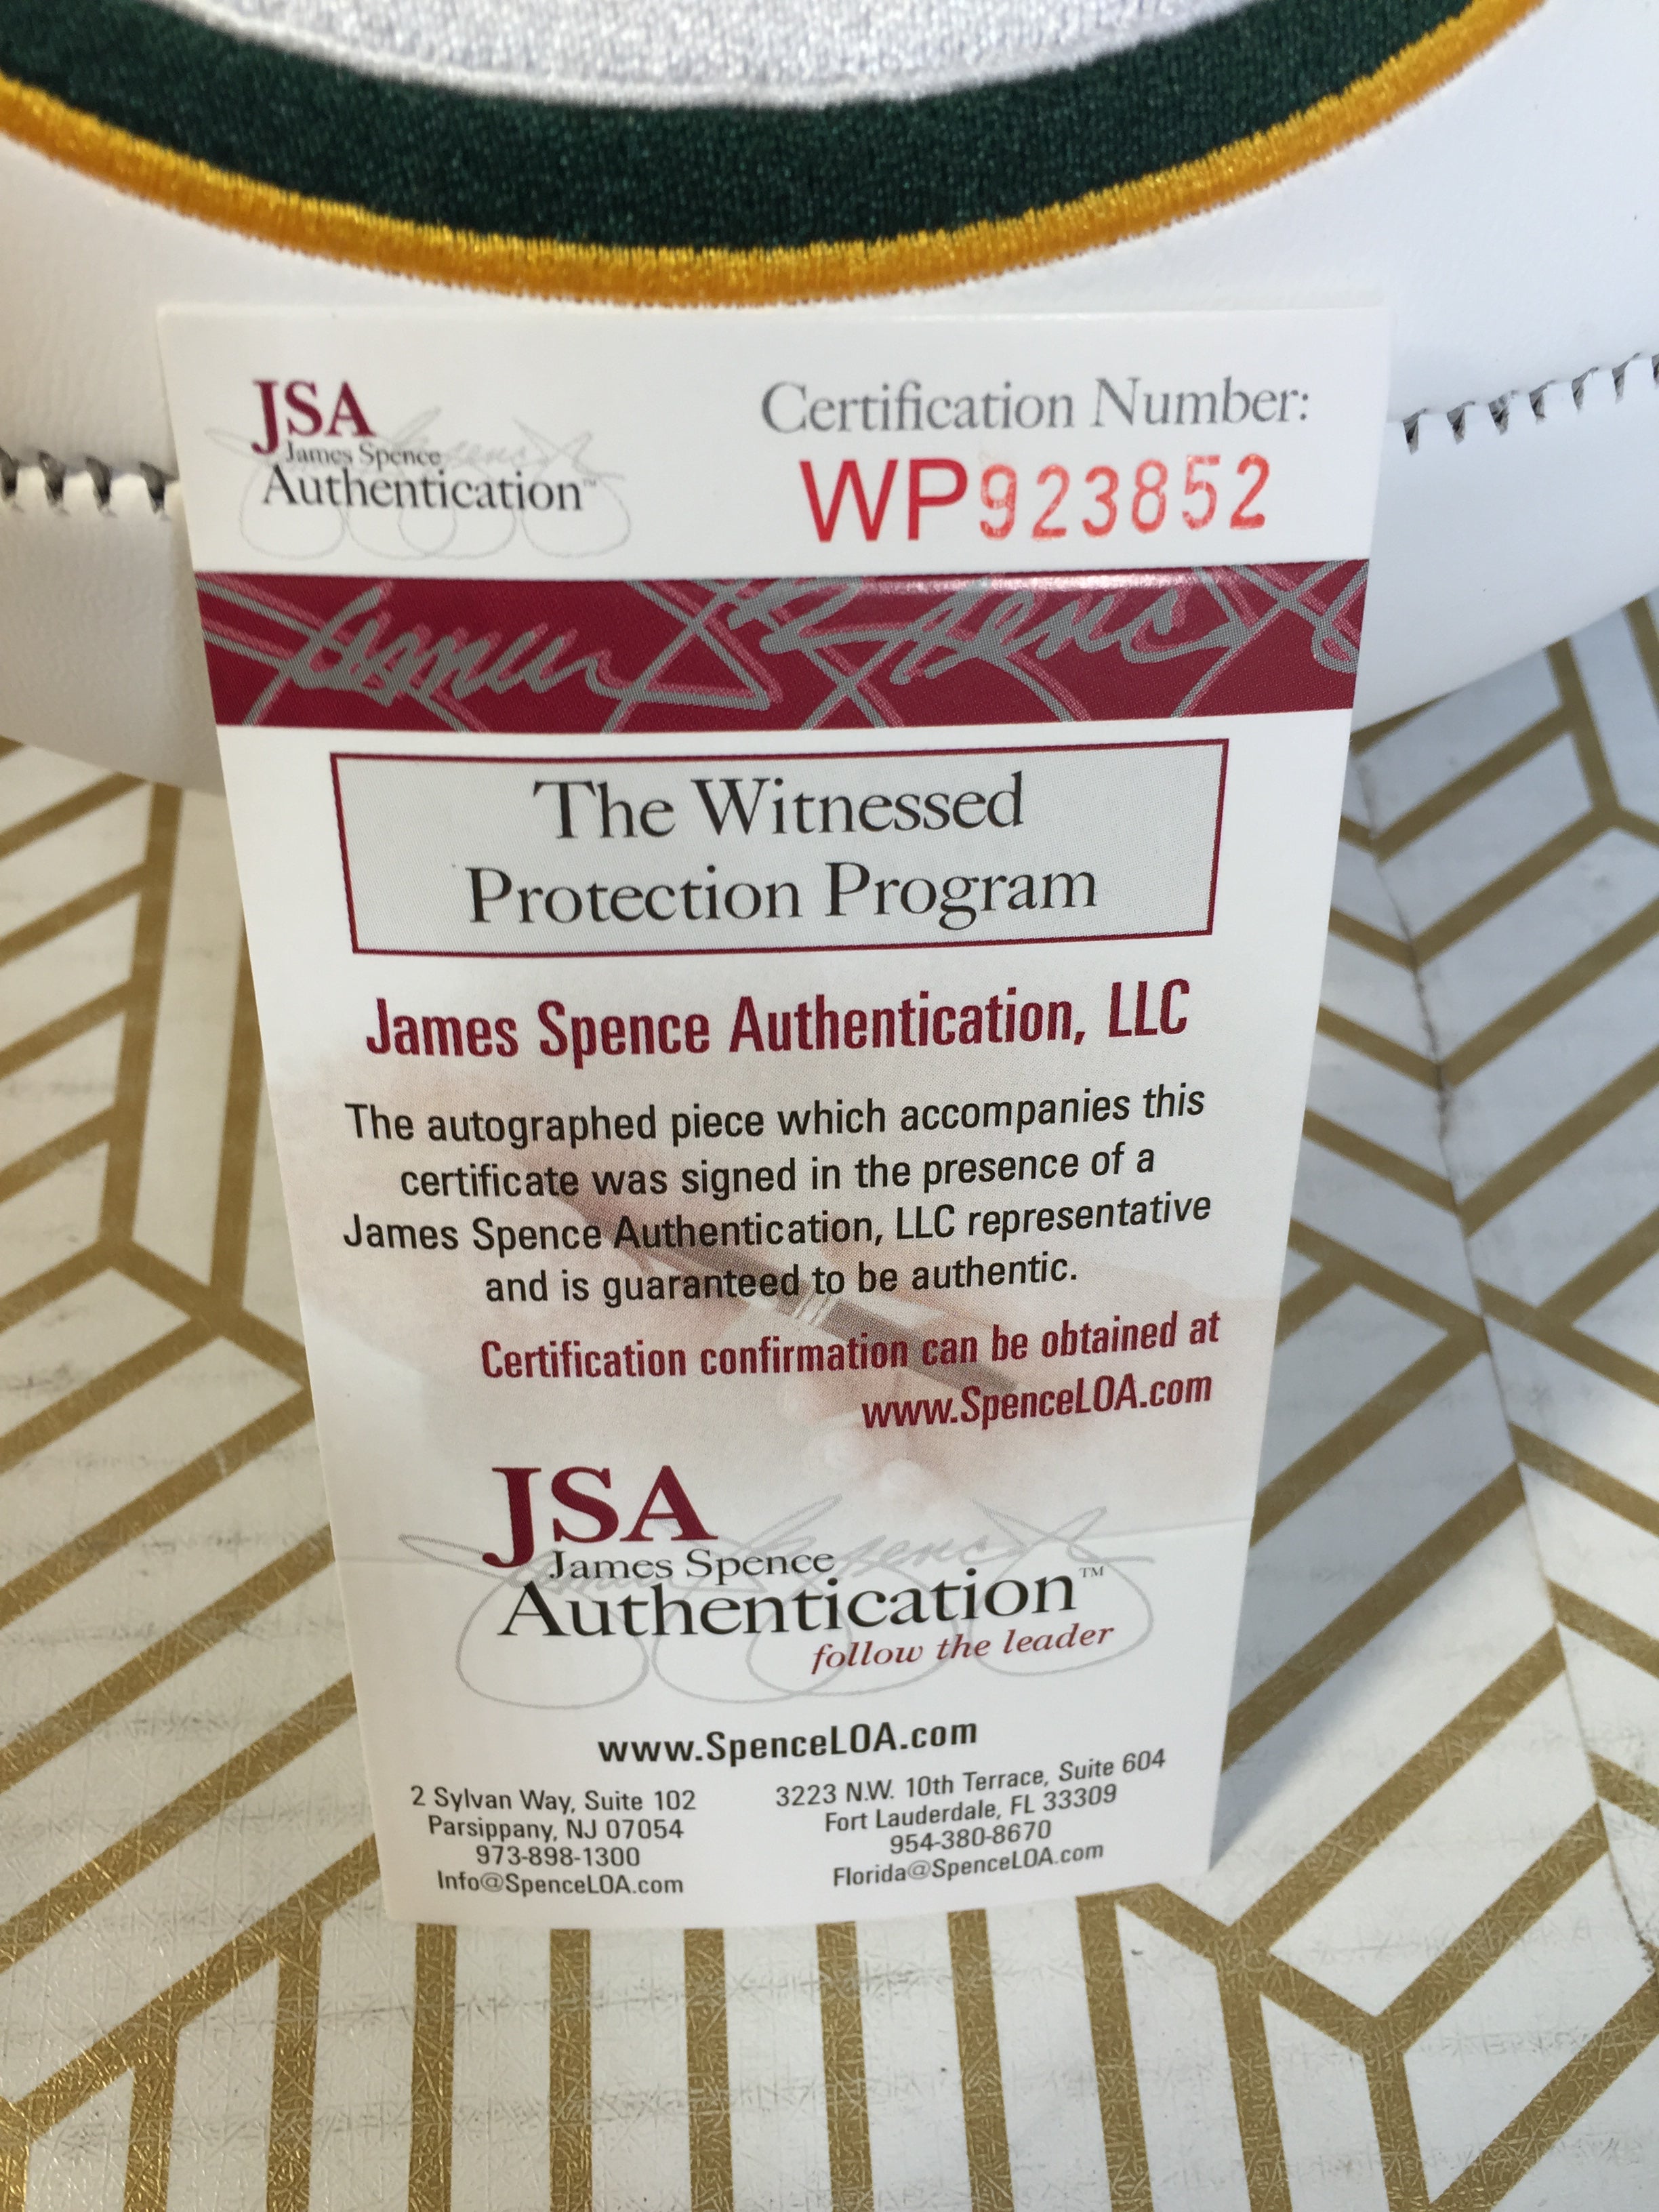 JSA
James Spence
Authentication™
Certification Number:
WP923852
James Spence
The Witnessed
Protection Program
James Spence Authentication, LLC
The autographed piece which accompanies this
certificate was signed in the presence of a
James Spence Authentication, LLC representative
and is guaranteed to be authentic.
Certification confirmation can be obtained at
www.SpenceLOA.com
JSA
James Spence
Authentication™
follow the leader
www.SpenceLOA.com
2 Sylvan Way, Suite 102
Parsippany, NJ 07054
973-898-1300
Info@SpenceLOA.com
3223 N.W. 10th Terrace, Suite 604
Fort Lauderdale, FL 33309
954-380-8670
Florida@SpenceLOA.com